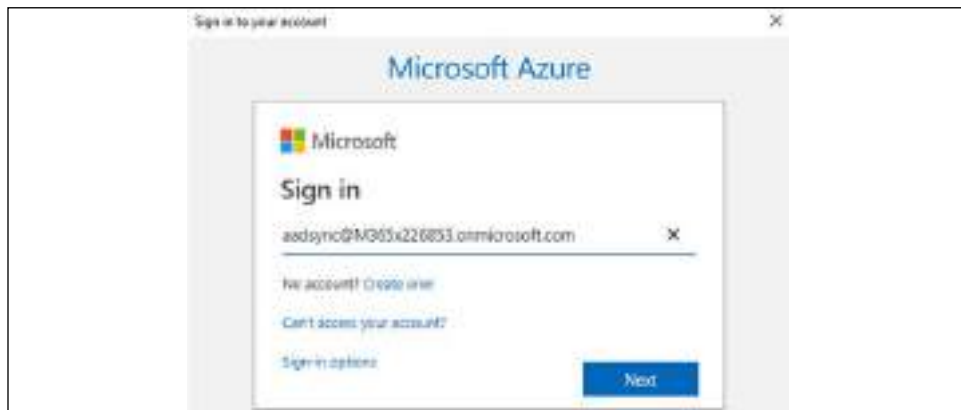 Sign in to your account
Microsoft Azure
Microsoft
Sign in
aadsync@M365x226853.onmicrosoft.com
No account? Create one!
Can't access your account?
Sign-in options
Next